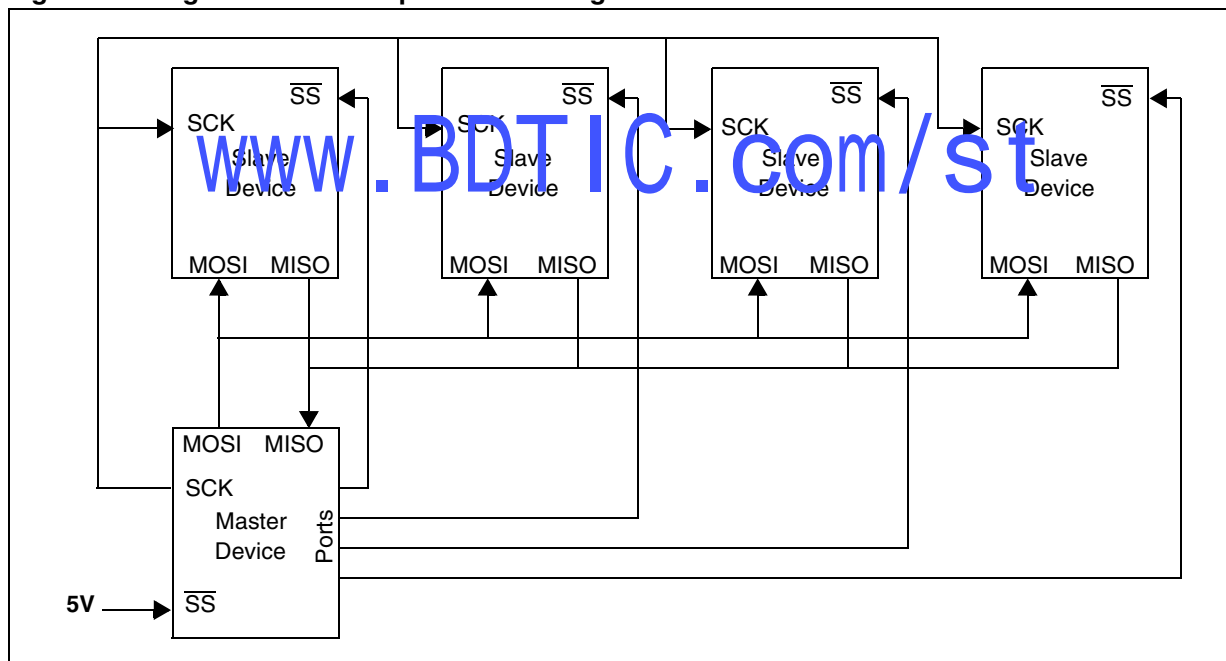 SS SS SS SS
SCK SCK SCK SCK
www.BDTIC.com/st
Slave Slave Slave Slave
Device Device Device Device
MOSI MISO MOSI MISO MOSI MISO MOSI MISO
MOSI MISO
SCK
Master
Device
Ports
5V SS